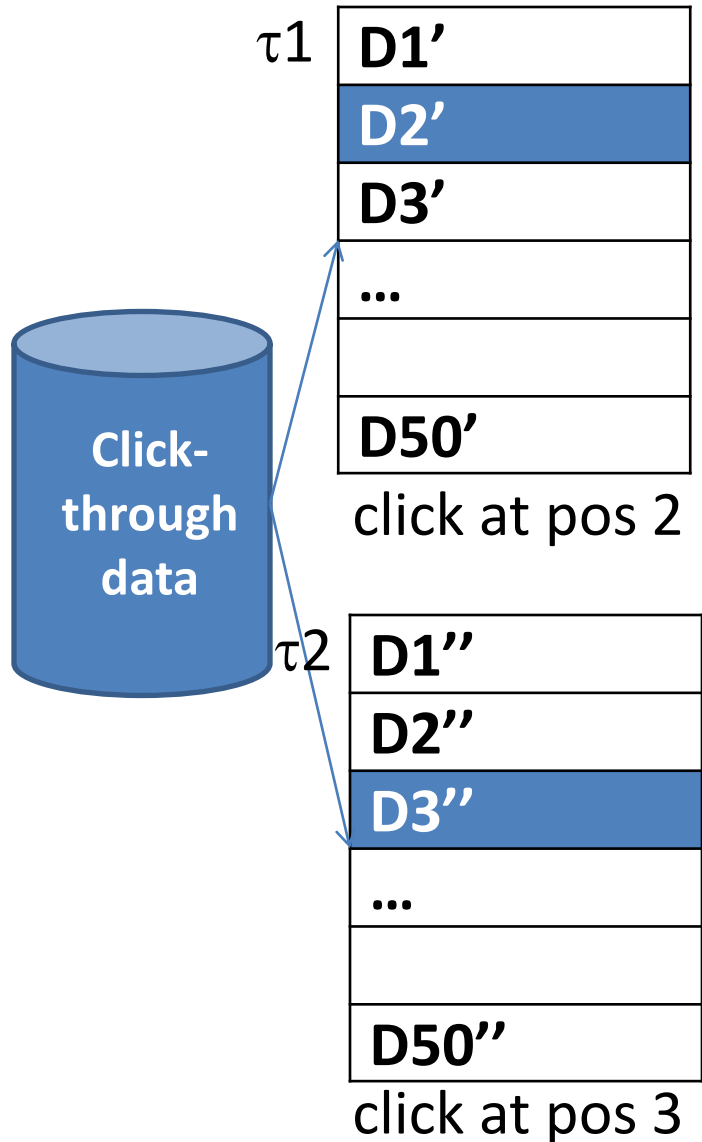 τ1
D1’
D2’
D3’
...
D50’
click at pos 2
Click-
through
data
τ2
D1’’
D2’’
D3’’
...
D50’’
click at pos 3